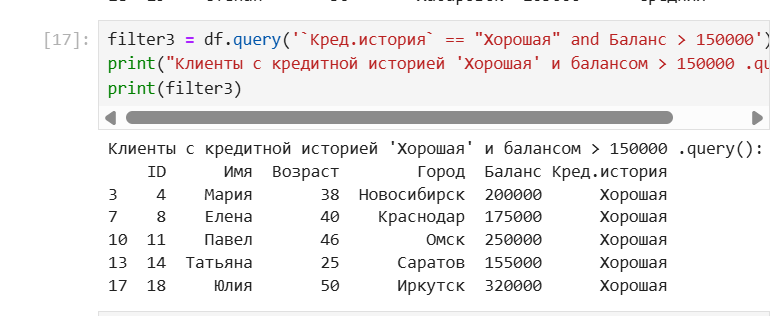 [17]: filter3 = df.query('`Кред.история` == "Хорошая" and Баланс > 150000')
print("Клиенты с кредитной историей 'Хорошая' и балансом > 150000 .qu
print(filter3)
Клиенты с кредитной историей 'Хорошая' и балансом > 150000 .query():
ID Имя Возраст Город Баланс Кред.история
3 4 Мария 38 Новосибирск 200000 Хорошая
7 8 Елена 40 Краснодар 175000 Хорошая
10 11 Павел 46 Омск 250000 Хорошая
13 14 Татьяна 25 Саратов 155000 Хорошая
17 18 Юлия 50 Иркутск 320000 Хорошая